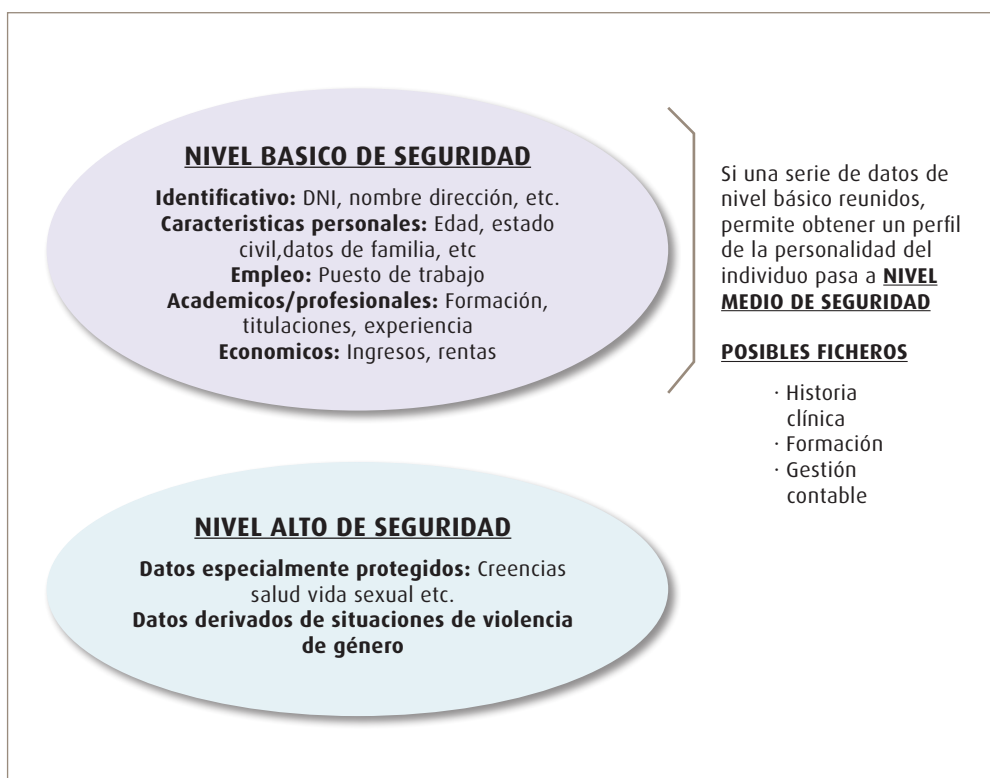 NIVEL BASICO DE SEGURIDAD
Identificativo: DNI, nombre dirección, etc.
Caracteristicas personales: Edad, estado
civil,datos de familia, etc
Empleo: Puesto de trabajo
Academicos/profesionales: Formación,
titulaciones, experiencia
Economicos: Ingresos, rentas
Si una serie de datos de
nivel básico reunidos,
permite obtener un perfil
de la personalidad del
individuo pasa a NIVEL
MEDIO DE SEGURIDAD
POSIBLES FICHEROS
· Historia
clínica
· Formación
· Gestión
contable
NIVEL ALTO DE SEGURIDAD
Datos especialmente protegidos: Creencias
salud vida sexual etc.
Datos derivados de situaciones de violencia
de género